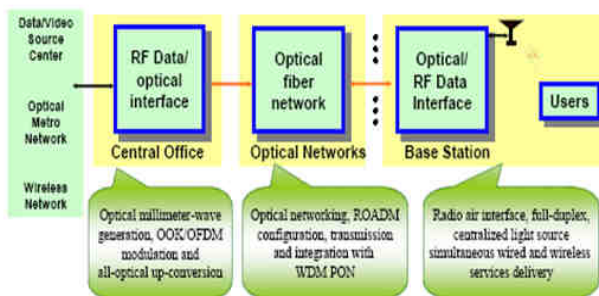 Data/Video
Source
Center
Optical
Metro
Network
Wireless
Network
RF Data/
optical
interface
Central Office
Optical
fiber
network
Optical Networks
Optical/
RF Data
Interface
Base Station
Users
Optical millimeter-wave
generation, OOK/OFDM
modulation and
all-optical up-conversion
Optical networking, ROADM
configuration, transmission
and integration with
WDM PON
Radio air interface, full-duplex,
centralized light source
simultaneous wired and wireless
services delivery